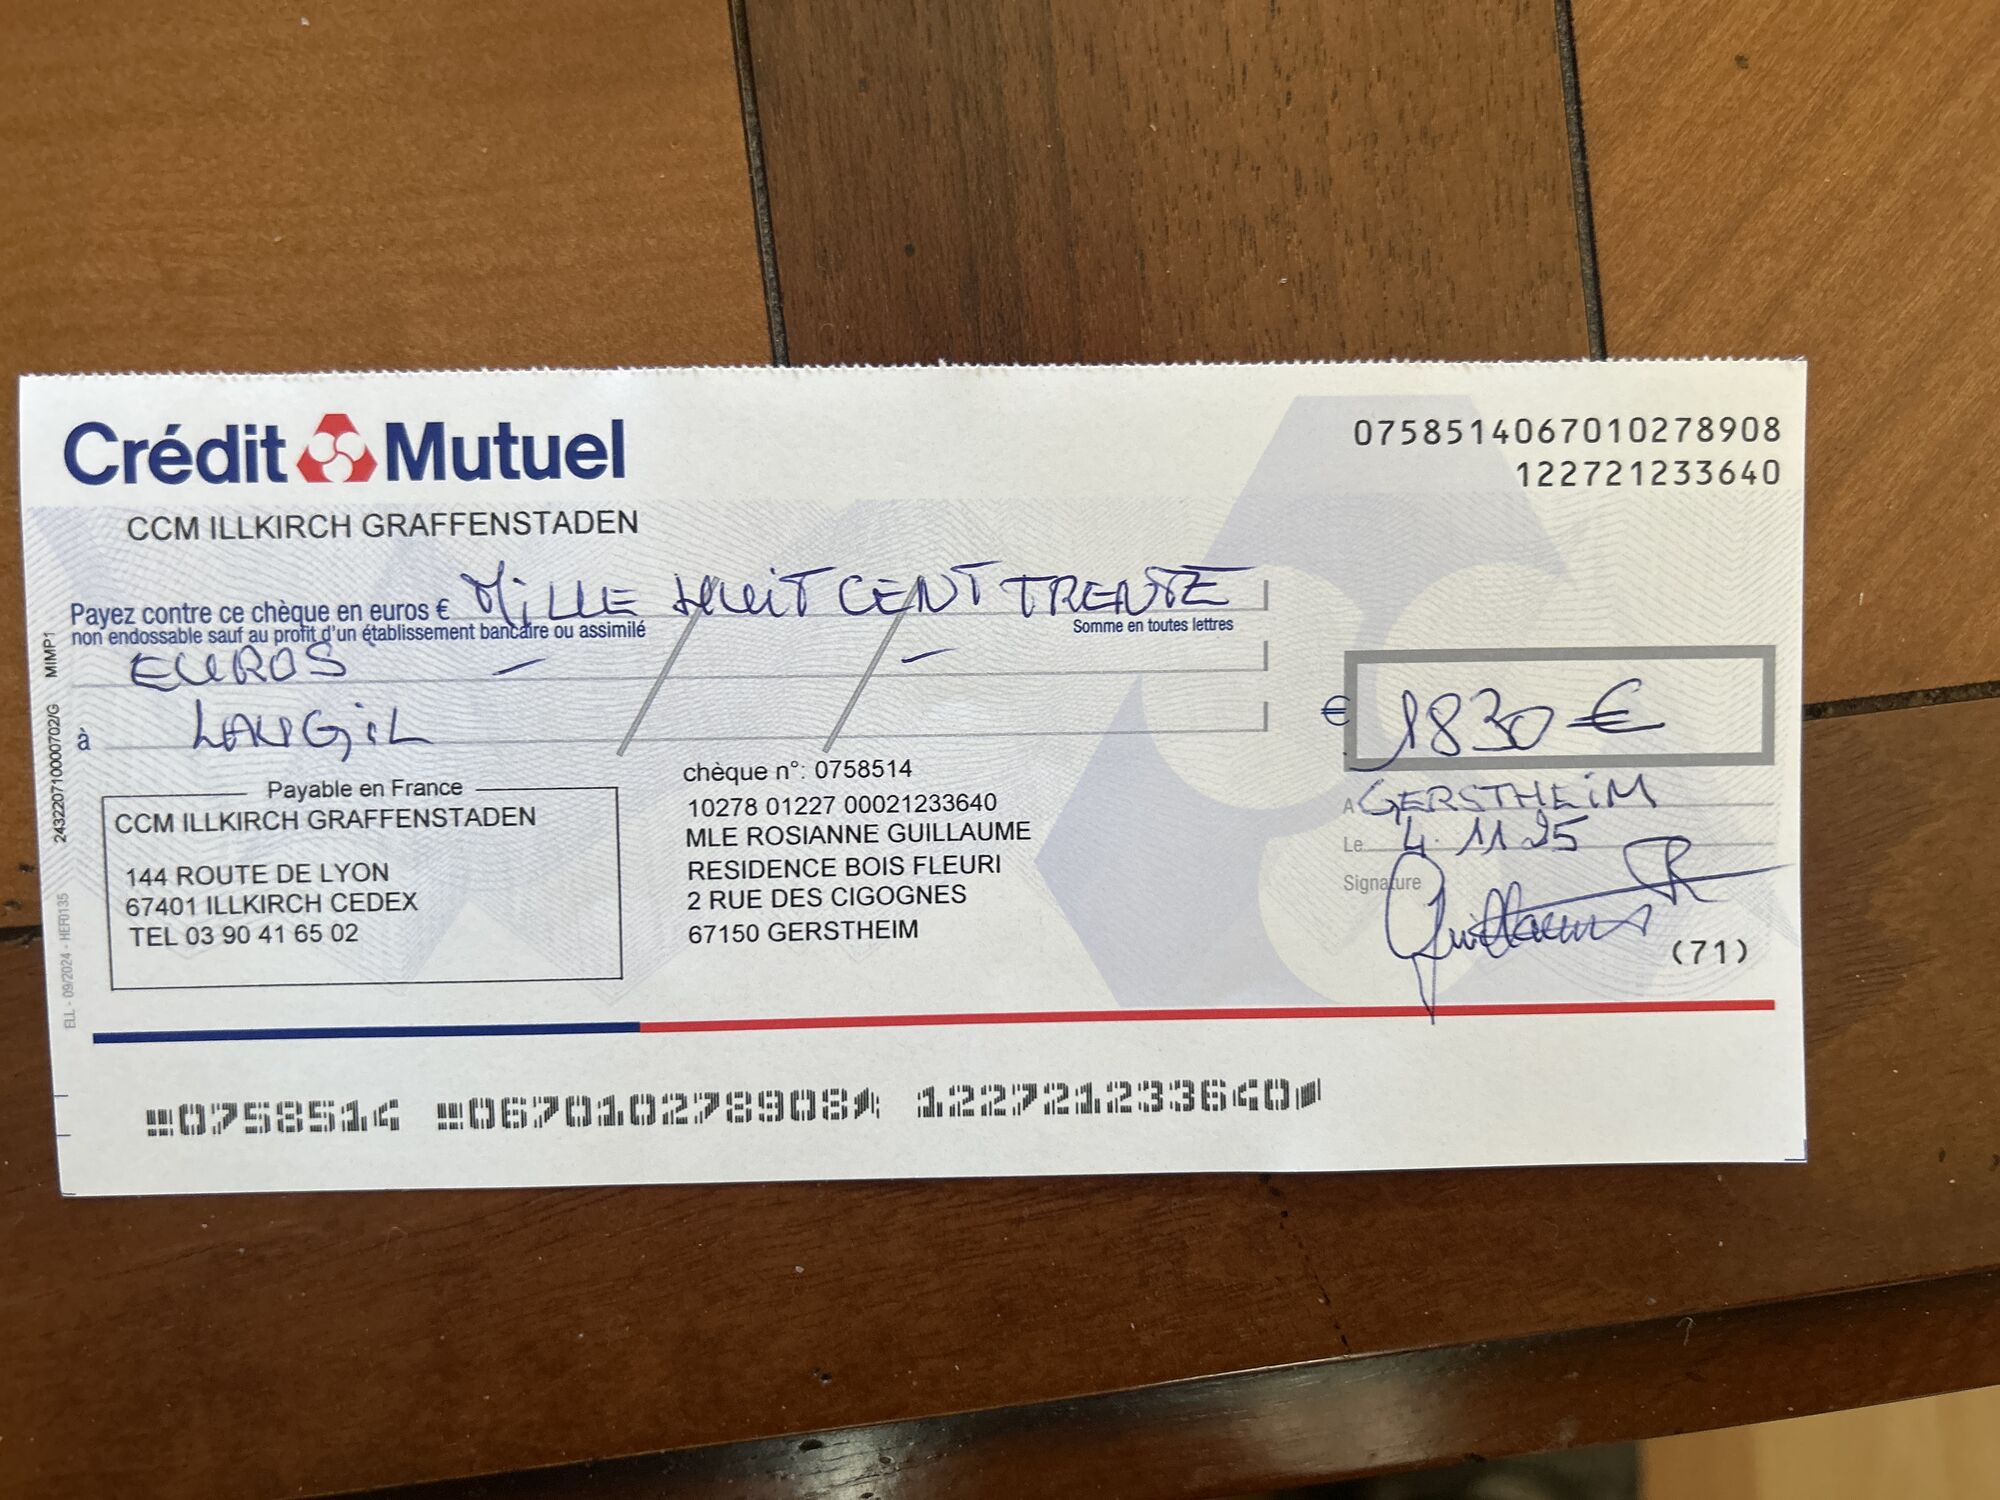 Crédit Mutuel
0758514067010278908
122721233640
CCM ILLKIRCH GRAFFENSTADEN
Payez contre ce chèque en euros € MiLLE HUIT CENT TRENTE
non endossable sauf au profit d'un établissement bancaire ou assimilé
Somme en toutes lettres
EUROS — —
à LAUGiL
€ 1830 €
Payable en France
CCM ILLKIRCH GRAFFENSTADEN
144 ROUTE DE LYON
67401 ILLKIRCH CEDEX
TEL 03 90 41 65 02
chèque n°: 0758514
10278 01227 00021233640
MLE ROSIANNE GUILLAUME
RESIDENCE BOIS FLEURI
2 RUE DES CIGOGNES
67150 GERSTHEIM
A GERSTHEiM
Le 4.11 25
Signature
Guillaume R
(71)
MIMP1
24322071000702/G
ELL - 09/2024 - HEF0135
0758514 067010278908 122721233640